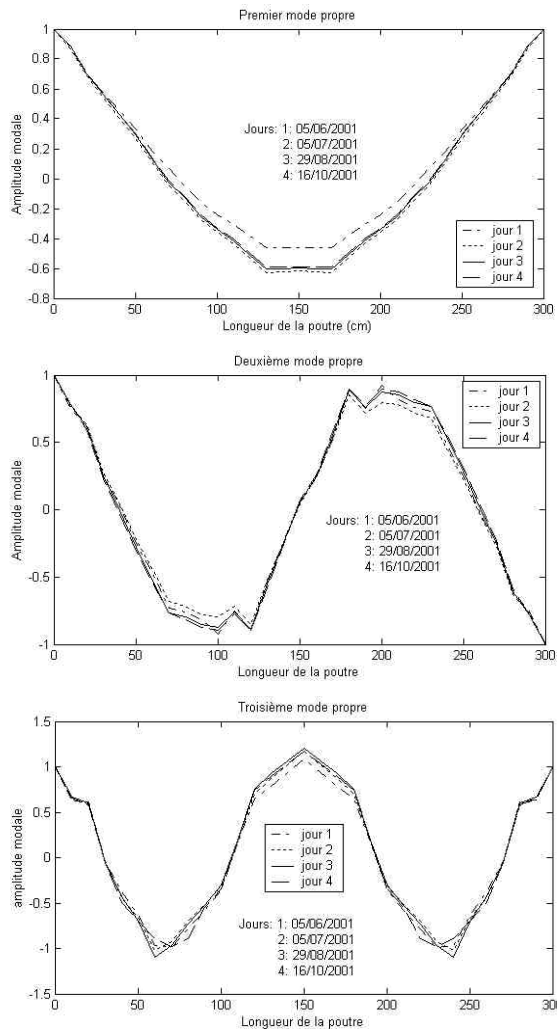 Premier mode propre
1
0.8
0.6
0.4
0.2
0
-0.2
-0.4
-0.6
-0.8
Amplitude modale
Jours: 1: 05/06/2001
2: 05/07/2001
3: 29/08/2001
4: 16/10/2001
jour 1
jour 2
jour 3
jour 4
0 50 100 150 200 250 300
Longueur de la poutre (cm)
Deuxième mode propre
1
0.5
0
-0.5
-1
Amplitude modale
jour 1
jour 2
jour 3
jour 4
Jours: 1: 05/06/2001
2: 05/07/2001
3: 29/08/2001
4: 16/10/2001
0 50 100 150 200 250 300
Longueur de la poutre
Troisième mode propre
1.5
1
0.5
0
-0.5
-1
-1.5
amplitude modale
jour 1
jour 2
jour 3
jour 4
Jours: 1: 05/06/2001
2: 05/07/2001
3: 29/08/2001
4: 16/10/2001
0 50 100 150 200 250 300
Longueur de la poutre